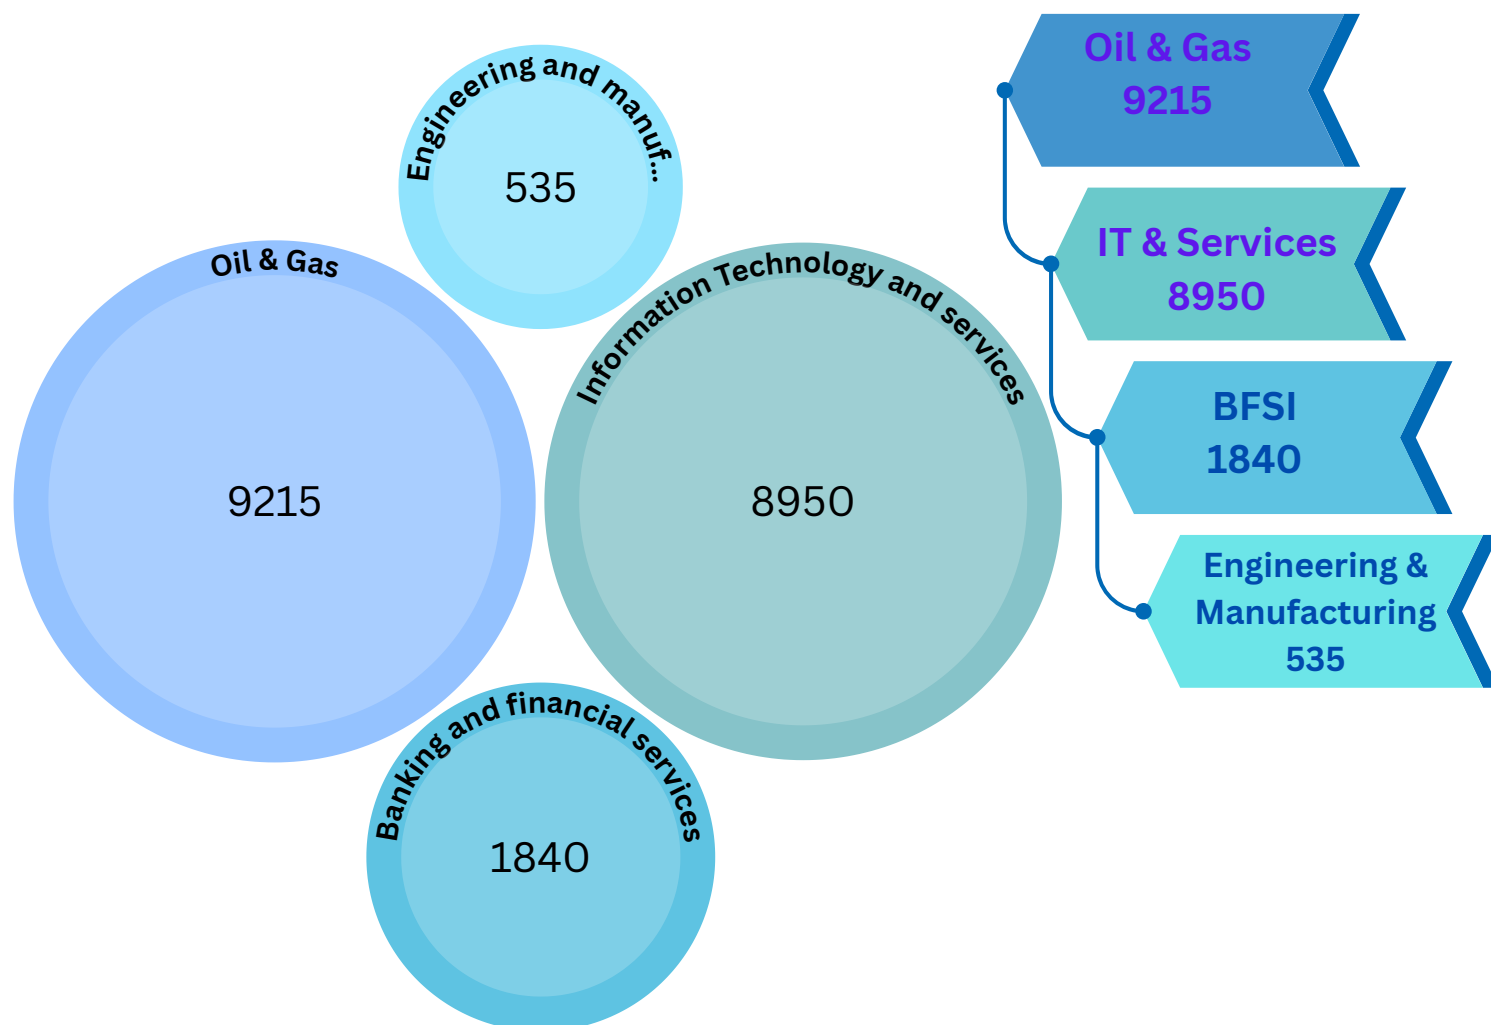 Engineering and manuf...
535
Oil & Gas
9215
Information Technology and services
8950
Banking and financial services
1840
Oil & Gas
9215
IT & Services
8950
BFSI
1840
Engineering &
Manufacturing
535